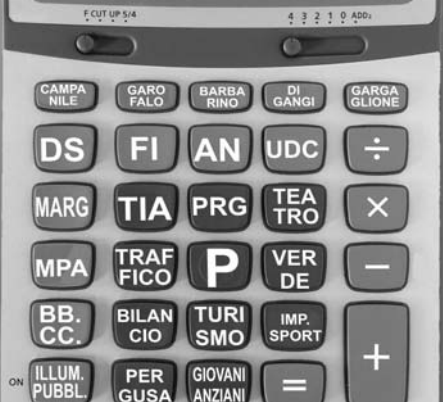 F CUT UP 5/4
4 3 2 1 0 ADD₂
CAMPA
NILE
GARO
FALO
BARBA
RINO
DI
GANGI
GARGA
GLIONE
DS
FI
AN
UDC
÷
MARG
TIA
PRG
TEA
TRO
×
MPA
TRAF
FICO
P
VER
DE
−
BB.
CC.
BILAN
CIO
TURI
SMO
IMP.
SPORT
+
ON
ILLUM.
PUBBL.
PER
GUSA
GIOVANI
ANZIANI
=